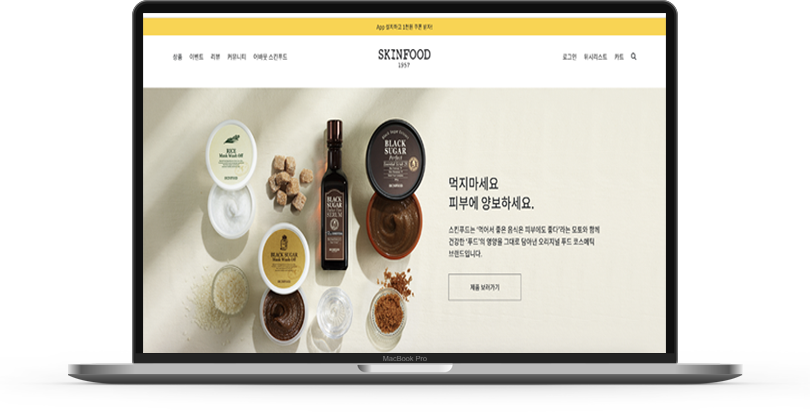 App 설치하고 1천원 쿠폰 받자!
상품 이벤트 리뷰 커뮤니티 어바웃 스킨푸드
SKINFOOD
1957
로그인 위시리스트 카트
RICE
Mask Wash Off
SKINFOOD
BLACK
SUGAR
SERUM
BLACK
SUGAR
Perfect
BLACK SUGAR
Mask Wash Off
SKINFOOD
먹지마세요
피부에 양보하세요.
스킨푸드는 "먹어서 좋은 음식은 피부에도 좋다"라는 모토와 함께
건강한 '푸드'의 영양을 그대로 담아낸 오리지널 푸드 코스메틱
브랜드입니다.
제품 보러가기
MacBook Pro